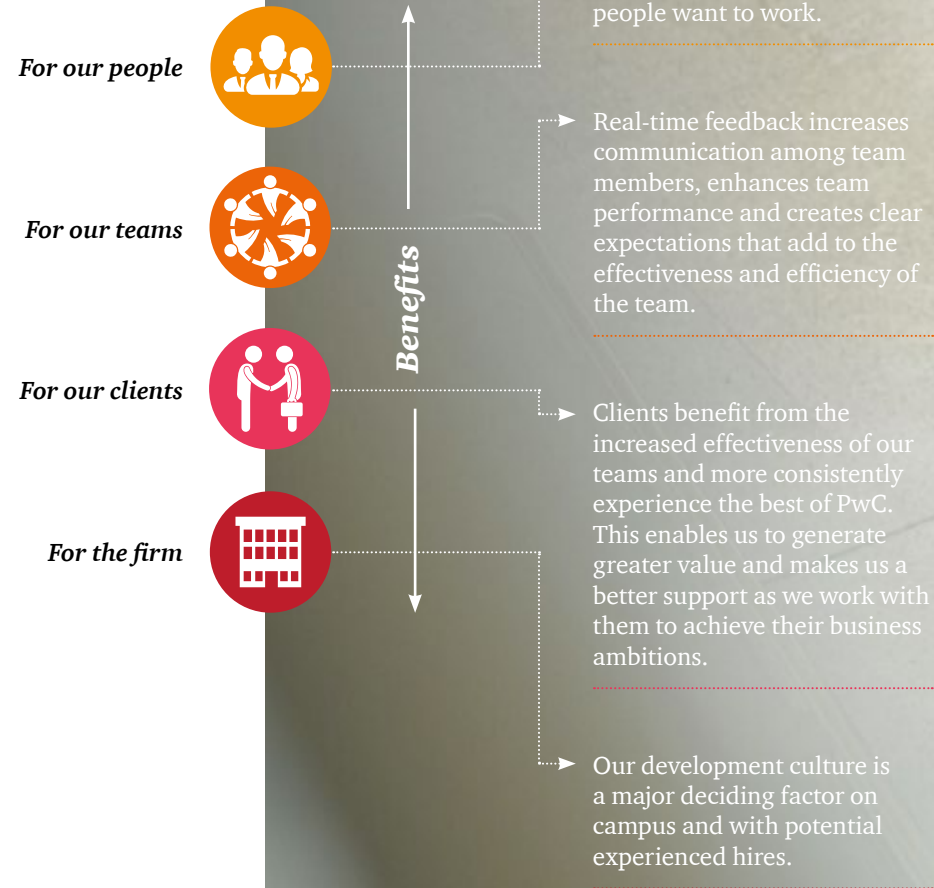 people want to work.
For our people
Real-time feedback increases
communication among team
members, enhances team
performance and creates clear
expectations that add to the
effectiveness and efficiency of
the team.
For our teams
Benefits
For our clients
Clients benefit from the
increased effectiveness of our
teams and more consistently
experience the best of PwC.
This enables us to generate
greater value and makes us a
better support as we work with
them to achieve their business
ambitions.
For the firm
Our development culture is
a major deciding factor on
campus and with potential
experienced hires.